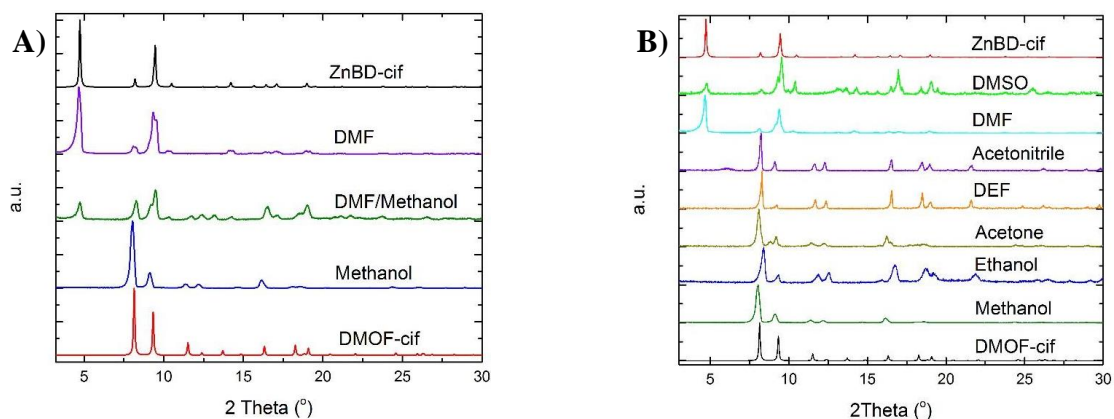 A)
ZnBD-cif
DMF
DMF/Methanol
Methanol
DMOF-cif
a.u.
5 10 15 20 25 30
2 Theta (°)
B)
ZnBD-cif
DMSO
DMF
Acetonitrile
DEF
Acetone
Ethanol
Methanol
DMOF-cif
a.u.
5 10 15 20 25 30
2Theta (°)